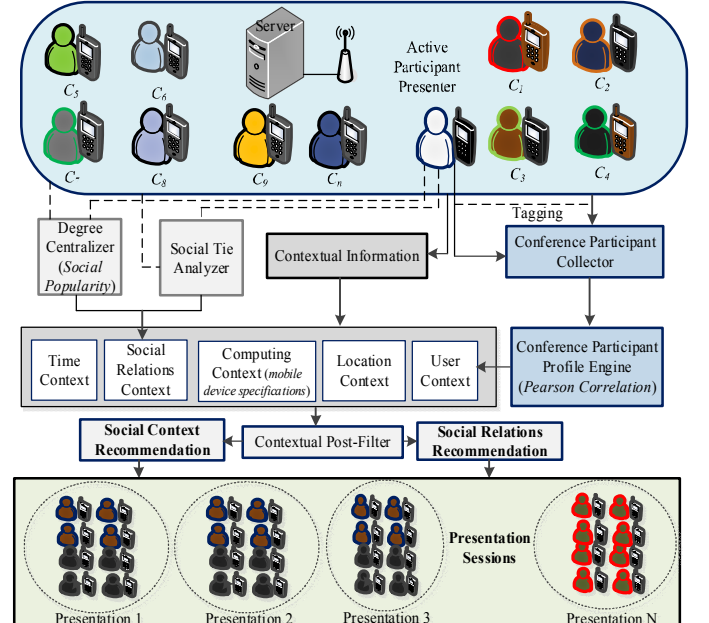 Server
Active
Participant
Presenter
C5
C6
C1
C2
C-
C8
C9
Cn
C3
C4
Tagging
Degree
Centralizer
(Social
Popularity)
Social Tie
Analyzer
Contextual Information
Conference Participant
Collector
Time
Context
Social
Relations
Context
Computing
Context (mobile
device specifications)
Location
Context
User
Context
Conference Participant
Profile Engine
(Pearson Correlation)
Social Context
Recommendation
Contextual Post-Filter
Social Relations
Recommendation
Presentation
Sessions
Presentation 1
Presentation 2
Presentation 3
Presentation N